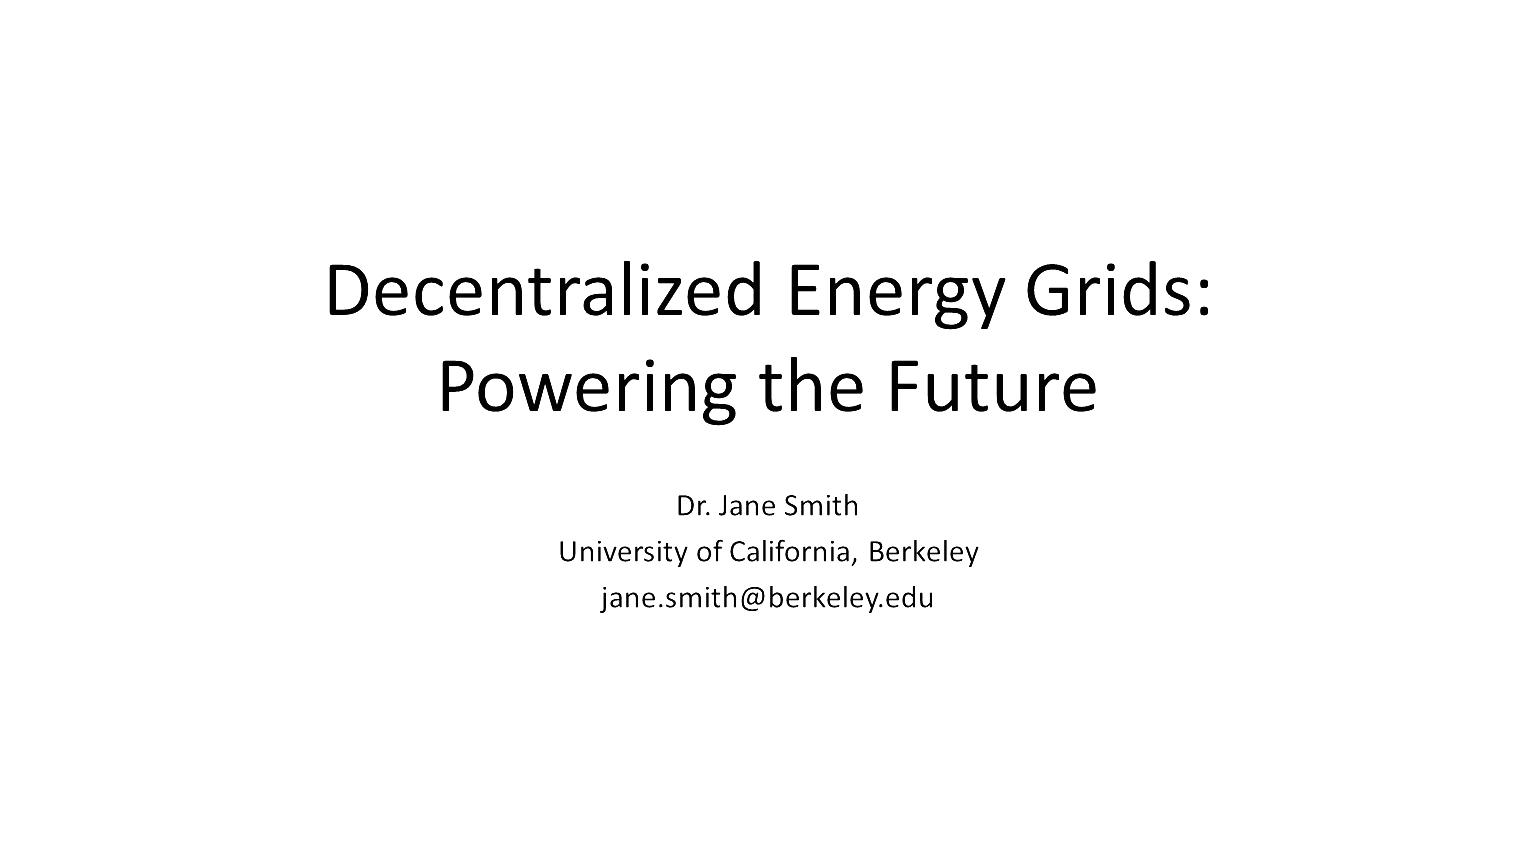 Decentralized Energy Grids:
Powering the Future
Dr. Jane Smith
University of California, Berkeley
jane.smith@berkeley.edu